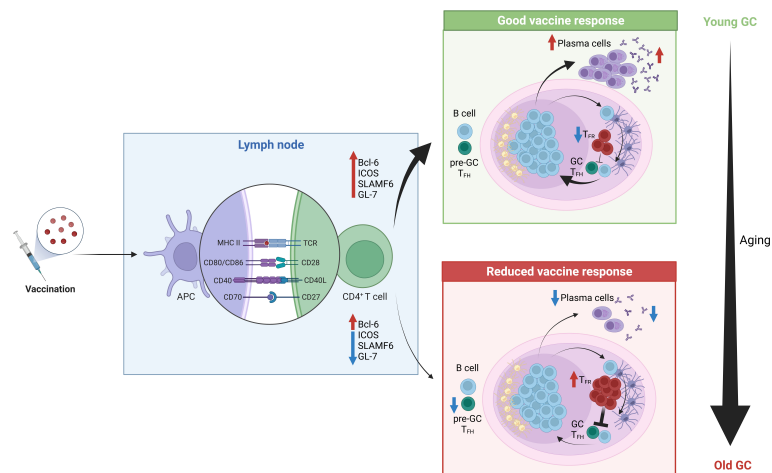 Good vaccine response
Young GC
Plasma cells
B cell
pre-GC
TFH
TFR
GC
TFH
Lymph node
Bcl-6
ICOS
SLAMF6
GL-7
MHC II
TCR
CD80/CD86
CD28
CD40
CD40L
CD70
CD27
APC
CD4+ T cell
Vaccination
Bcl-6
ICOS
SLAMF6
GL-7
Aging
Reduced vaccine response
Plasma cells
B cell
pre-GC
TFH
TFR
GC
TFH
Old GC